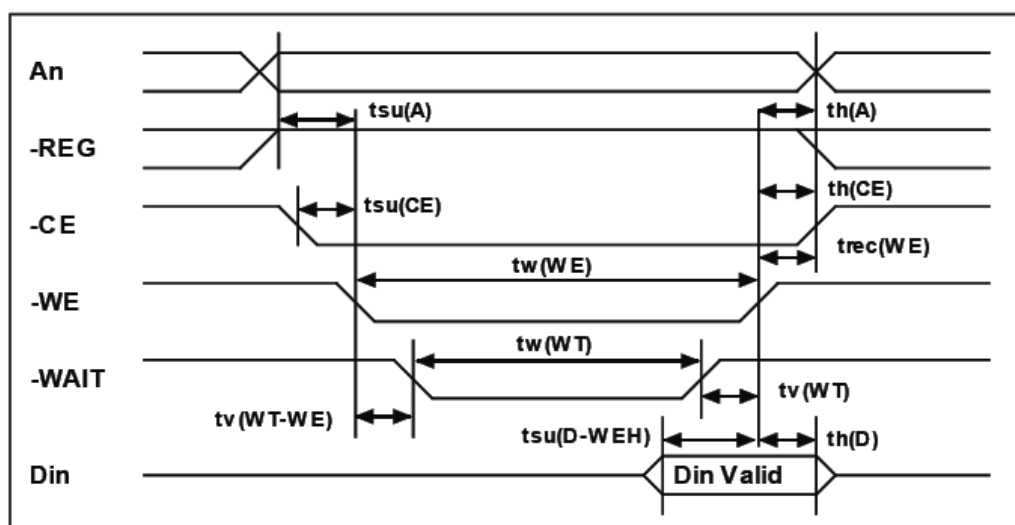 An
tsu(A)
th(A)
-REG
tsu(CE)
th(CE)
-CE
tw(WE)
trec(WE)
-WE
tw(WT)
-WAIT
tv(WT-WE)
tv(WT)
tsu(D-WEH)
th(D)
Din
Din Valid